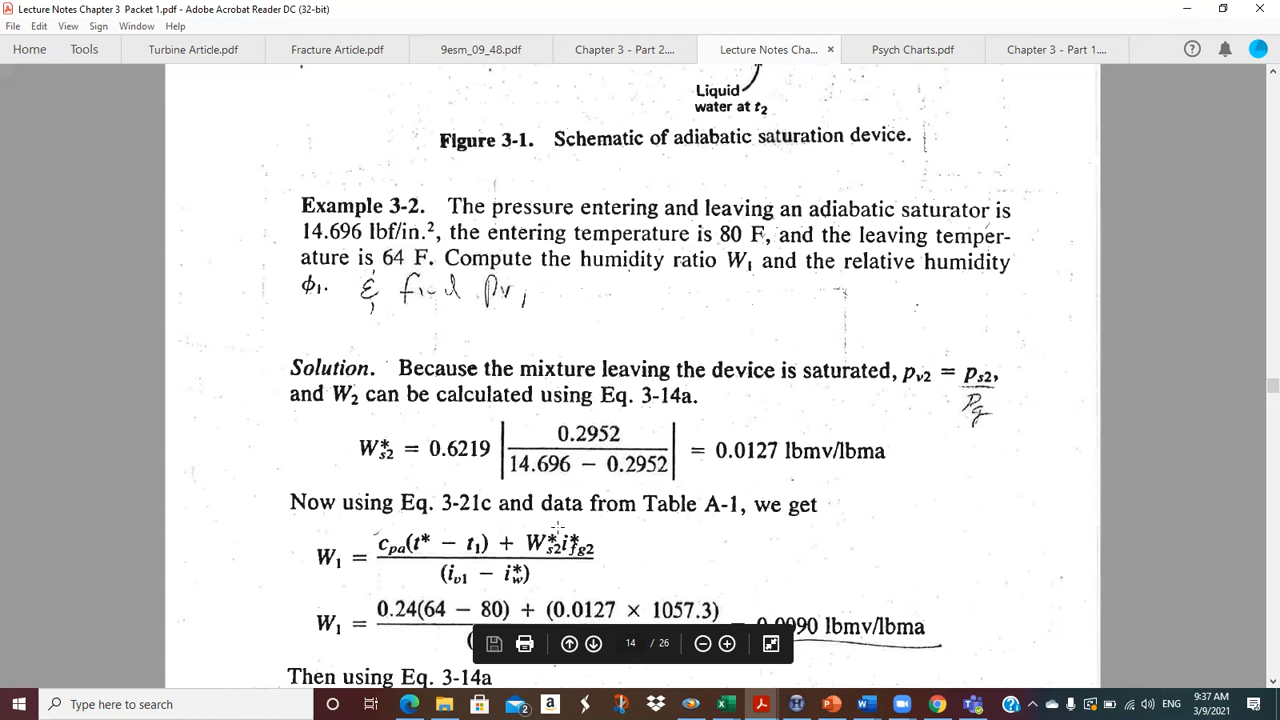 Lecture Notes Chapter 3 Packet 1.pdf - Adobe Acrobat Reader DC (32-bit)
File Edit View Sign Window Help
Home Tools Turbine Article.pdf Fracture Article.pdf 9esm_09_48.pdf Chapter 3 - Part 2.... Lecture Notes Cha... × Psych Charts.pdf Chapter 3 - Part 1....
Liquid
water at t₂
Figure 3-1. Schematic of adiabatic saturation device.
Example 3-2. The pressure entering and leaving an adiabatic saturator is
14.696 lbf/in.², the entering temperature is 80 F, and the leaving temper-
ature is 64 F. Compute the humidity ratio W₁ and the relative humidity
ϕ₁. & find Pv₁
Solution. Because the mixture leaving the device is saturated, pᵥ₂ = pₛ₂,
and W₂ can be calculated using Eq. 3-14a. Pg
W*ₛ₂ = 0.6219 | 0.2952 / 14.696 − 0.2952 | = 0.0127 lbmv/lbma
Now using Eq. 3-21c and data from Table A-1, we get
W₁ = cₚₐ(t* − t₁) + W*ₛ₂i*fg₂ / (iᵥ₁ − i*w)
W₁ = 0.24(64 − 80) + (0.0127 × 1057.3) / ( = 0.0090 lbmv/lbma
14 / 26
Then using Eq. 3-14a
Type here to search
2
ENG
9:37 AM
3/9/2021